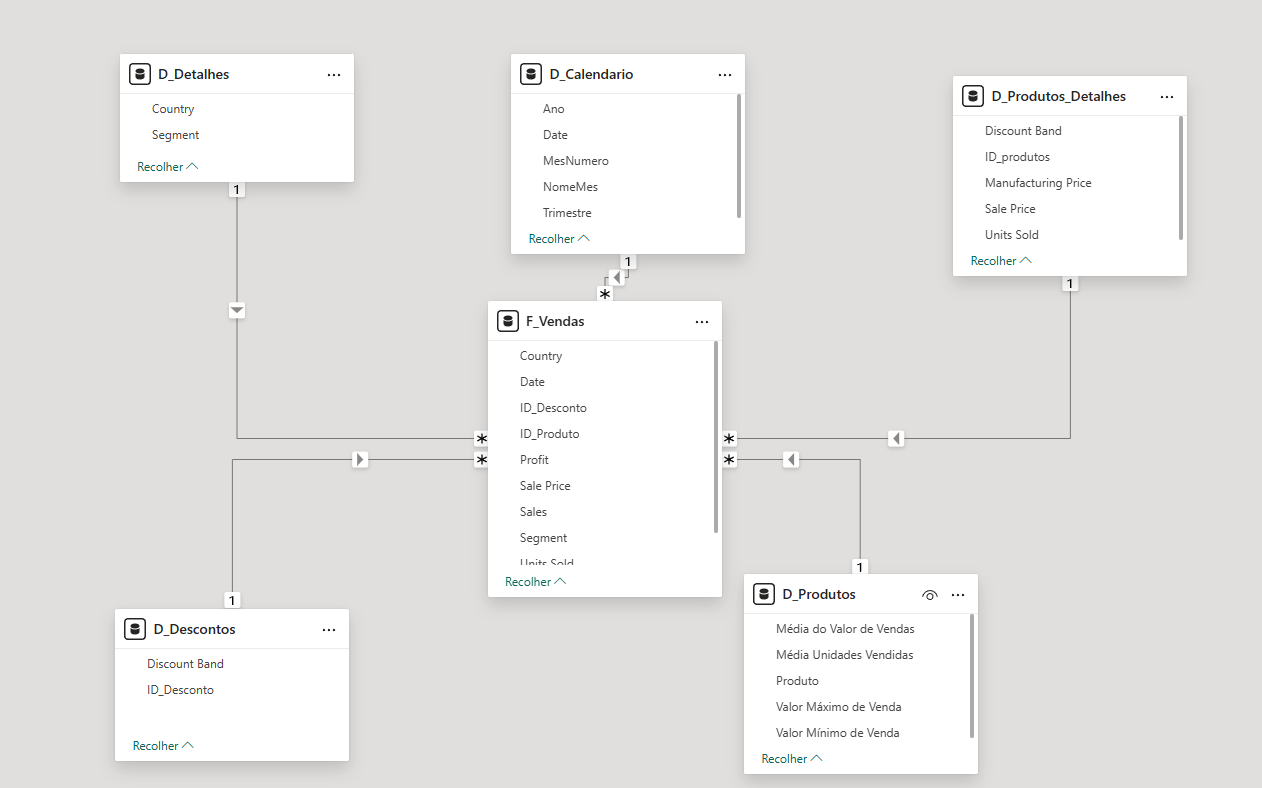 D_Detalhes
Country
Segment
Recolher
1
D_Calendario
Ano
Date
MesNumero
NomeMes
Trimestre
Recolher
1
*
D_Produtos_Detalhes
Discount Band
ID_produtos
Manufacturing Price
Sale Price
Units Sold
Recolher
1
F_Vendas
Country
Date
ID_Desconto
ID_Produto
Profit
Sale Price
Sales
Segment
Units Sold
Recolher
*
*
*
*
1
D_Descontos
Discount Band
ID_Desconto
Recolher
1
D_Produtos
Média do Valor de Vendas
Média Unidades Vendidas
Produto
Valor Máximo de Venda
Valor Mínimo de Venda
Recolher